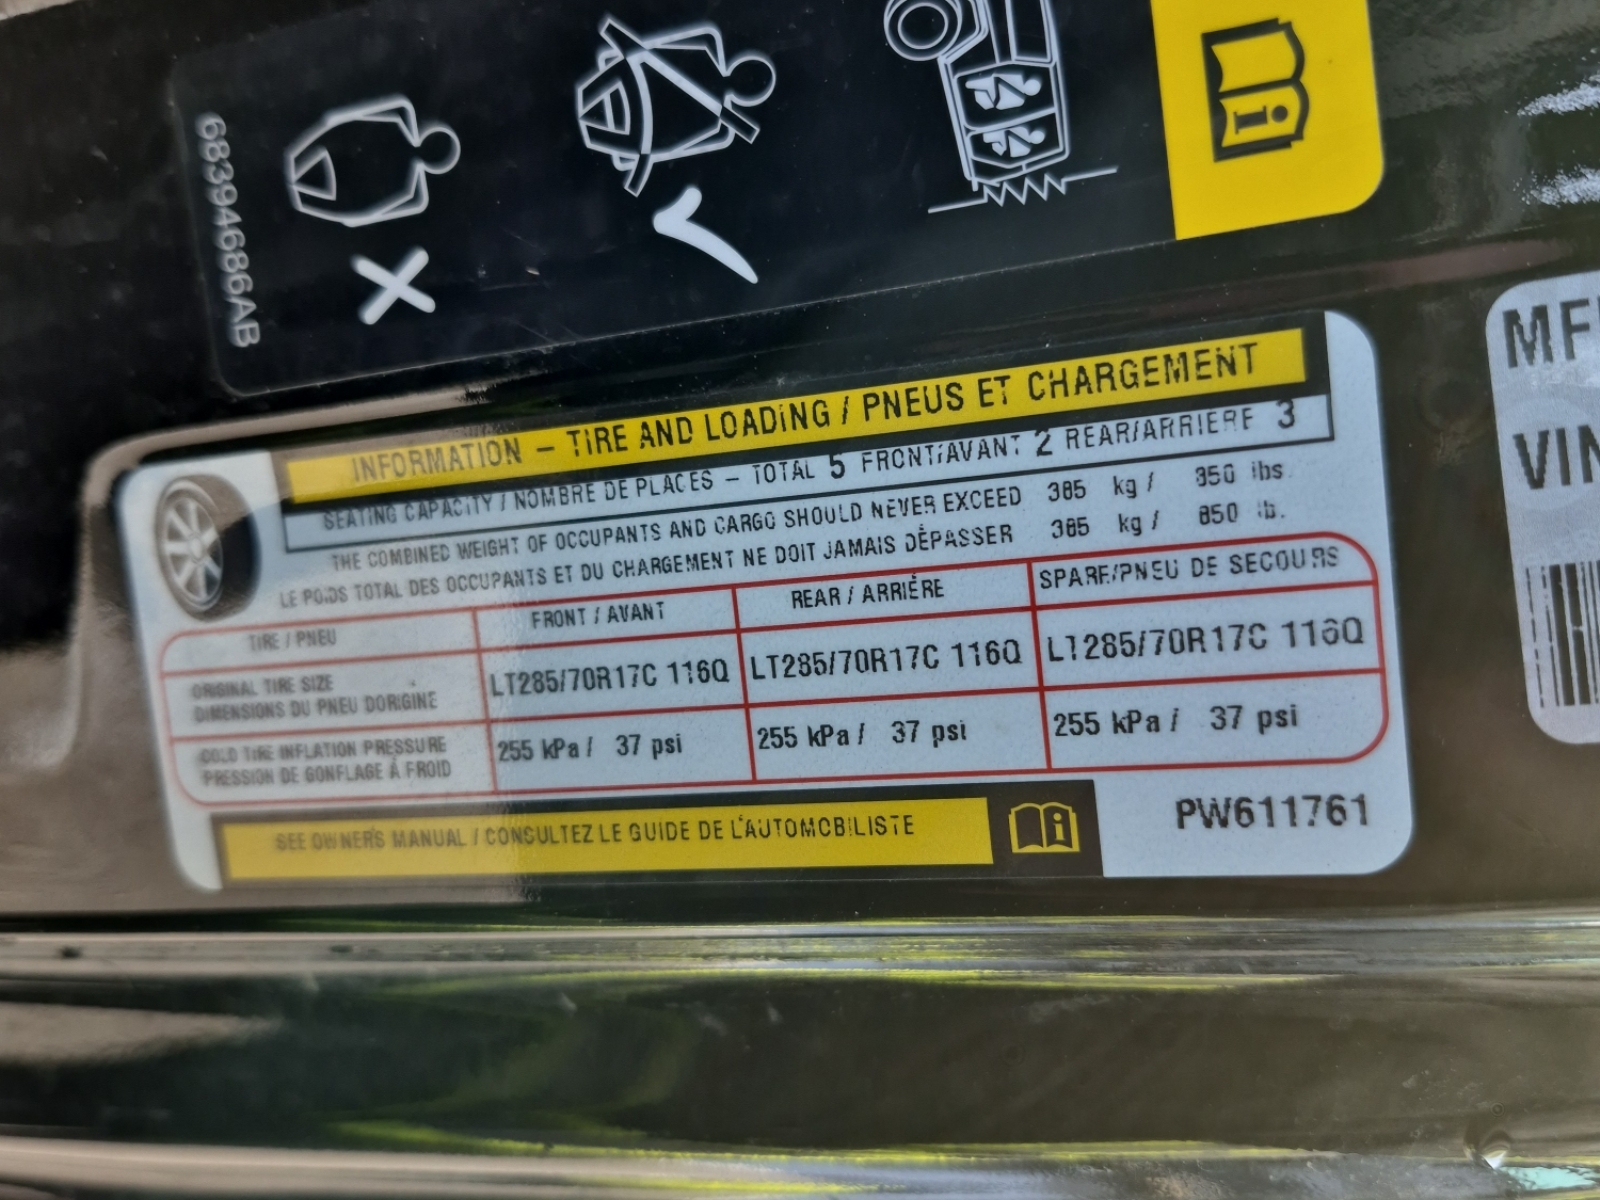 68394686AB
i
INFORMATION – TIRE AND LOADING / PNEUS ET CHARGEMENT
SEATING CAPACITY / NOMBRE DE PLACES – TOTAL 5 FRONT/AVANT 2 REAR/ARRIERE 3
THE COMBINED WEIGHT OF OCCUPANTS AND CARGO SHOULD NEVER EXCEED 385 kg / 850 lbs.
LE POIDS TOTAL DES OCCUPANTS ET DU CHARGEMENT NE DOIT JAMAIS DÉPASSER 385 kg / 850 lb.
TIRE / PNEU FRONT / AVANT REAR / ARRIÈRE SPARE/PNEU DE SECOURS
ORIGINAL TIRE SIZE
DIMENSIONS DU PNEU DORIGINE
LT285/70R17C 116Q LT285/70R17C 116Q LT285/70R17C 116Q
COLD TIRE INFLATION PRESSURE
PRESSION DE GONFLAGE À FROID
255 kPa / 37 psi 255 kPa / 37 psi 255 kPa / 37 psi
SEE OWNERS MANUAL / CONSULTEZ LE GUIDE DE L'AUTOMOBILISTE
i
PW611761
VIN